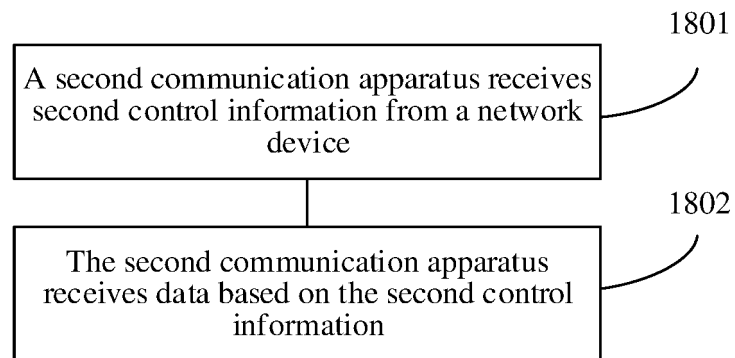 1801
A second communication apparatus receives
second control information from a network
device
1802
The second communication apparatus
receives data based on the second control
information